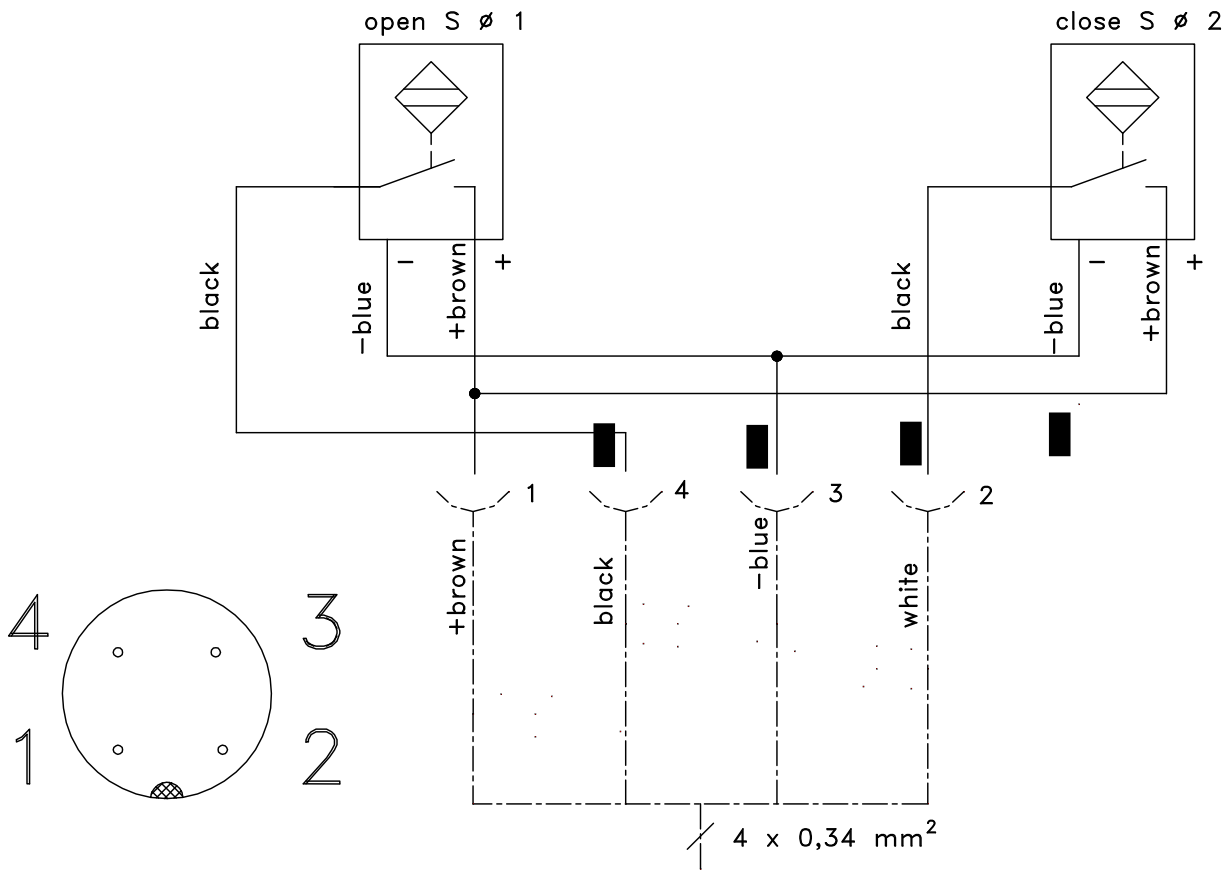 open S ø 1
close S ø 2
black
-blue
-
+brown
+
black
-blue
-
+brown
+
1
4
3
2
+brown
black
-blue
white
4
3
1
2
4 x 0,34 mm²